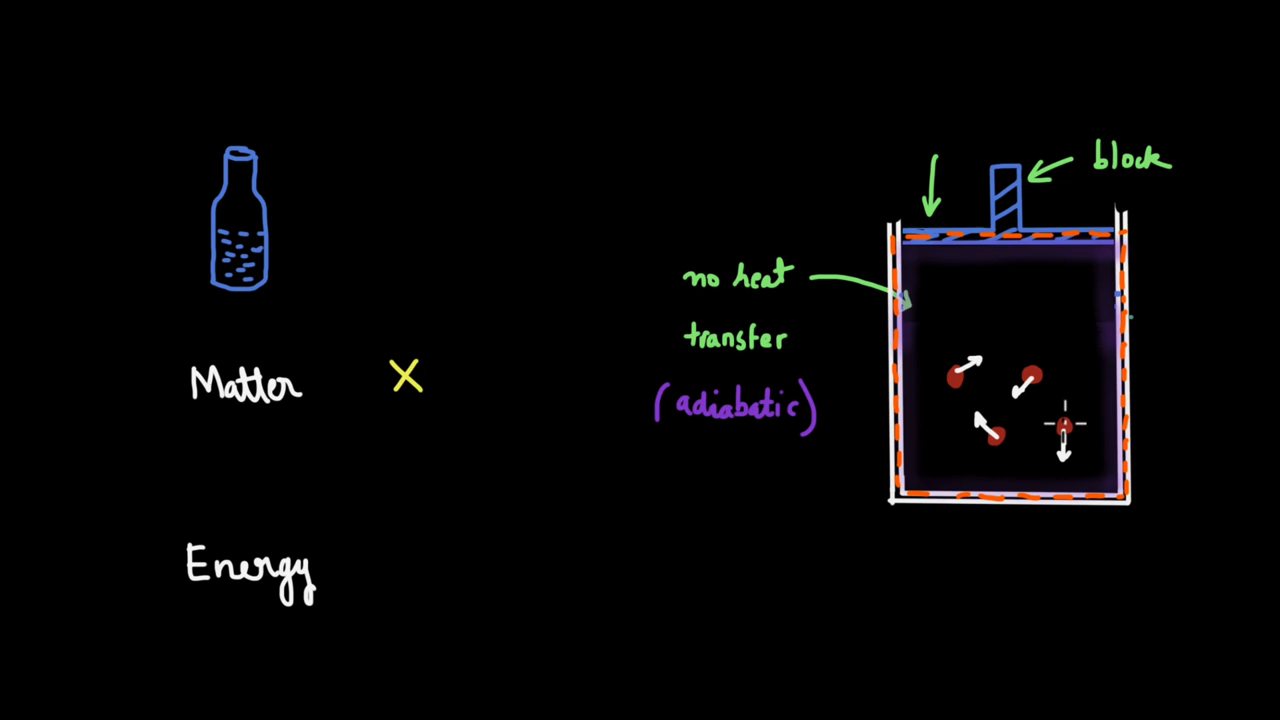 block
no heat
transfer
(adiabatic)
Matter X
Energy